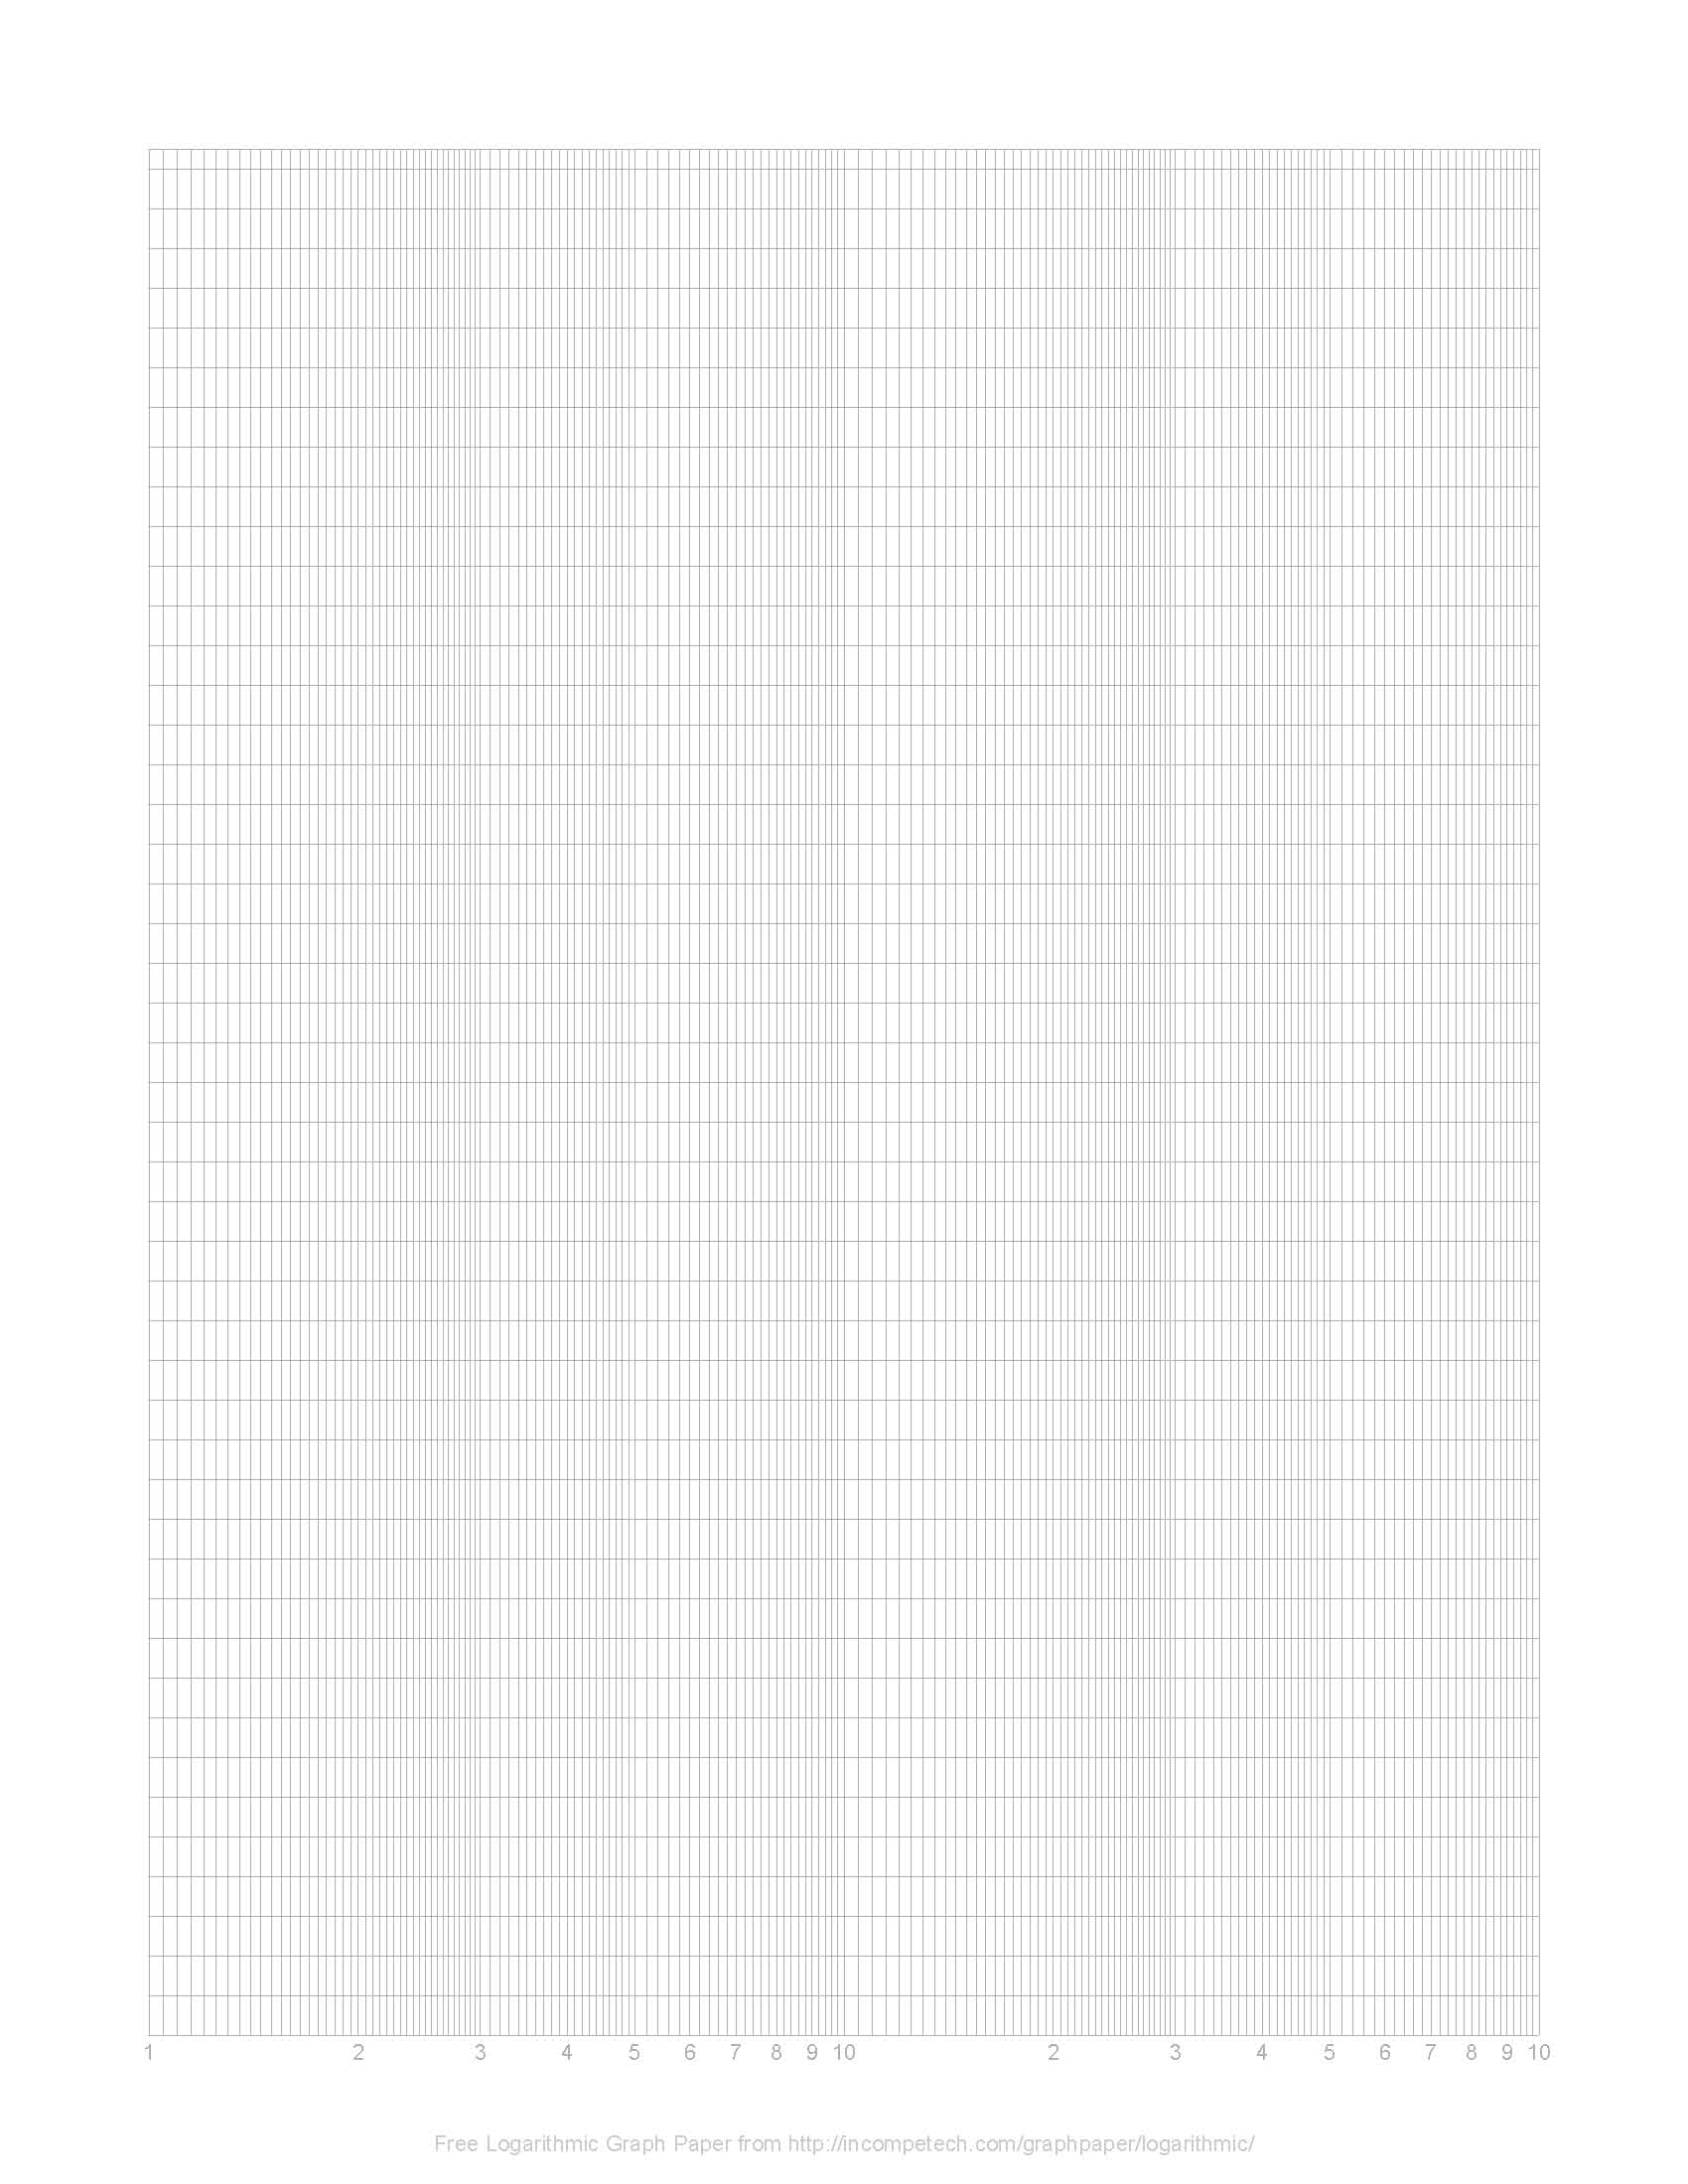 1 2 3 4 5 6 7 8 9 10 2 3 4 5 6 7 8 9 10
Free Logarithmic Graph Paper from http://incompetech.com/graphpaper/logarithmic/